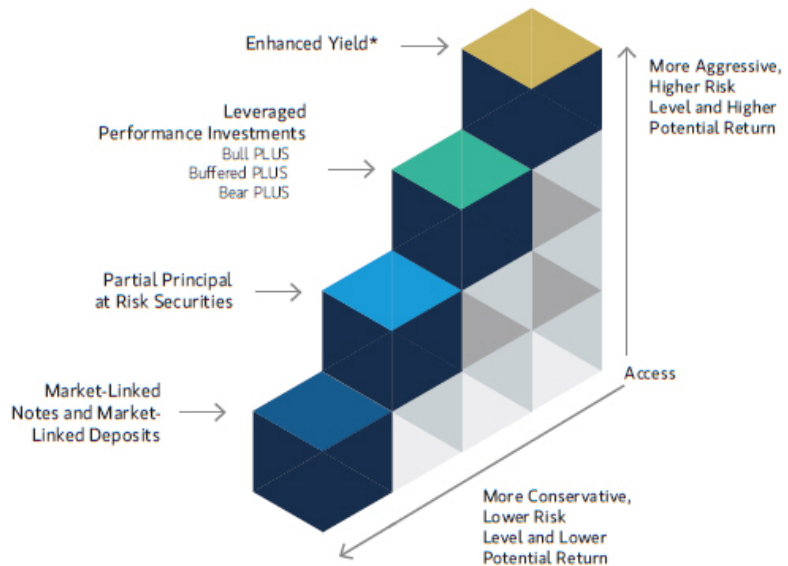 Enhanced Yield*
More Aggressive,
Higher Risk
Level and Higher
Potential Return
Leveraged
Performance Investments
Bull PLUS
Buffered PLUS
Bear PLUS
Partial Principal
at Risk Securities
Access
Market-Linked
Notes and Market-
Linked Deposits
More Conservative,
Lower Risk
Level and Lower
Potential Return